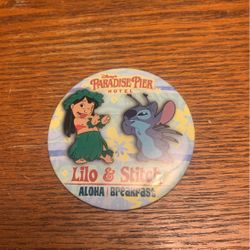 Disney's
PARADISE PIER
HOTEL
Lilo & Stitch
ALOHA Breakfast